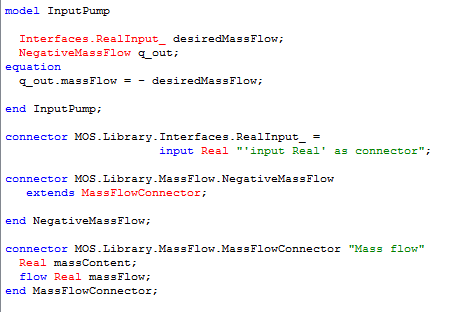 model InputPump
Interfaces.RealInput_ desiredMassFlow;
NegativeMassFlow q_out;
equation
q_out.massFlow = - desiredMassFlow;
end InputPump;
connector MOS.Library.Interfaces.RealInput_ =
input Real "'input Real' as connector";
connector MOS.Library.MassFlow.NegativeMassFlow
extends MassFlowConnector;
end NegativeMassFlow;
connector MOS.Library.MassFlow.MassFlowConnector "Mass flow"
Real massContent;
flow Real massFlow;
end MassFlowConnector;